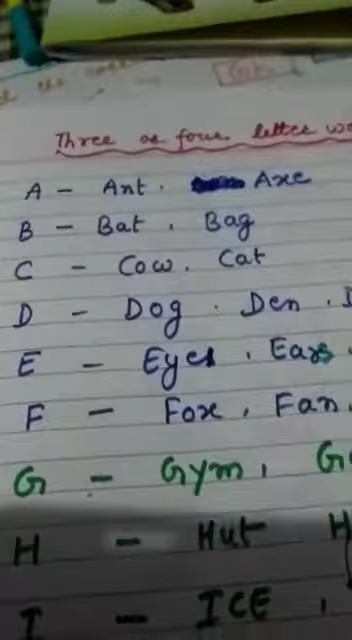 Three or four letter
A - Ant. Axe
B - Bat, Bag
C - Cow. Cat
D - Dog. Den.
E - Eyes, Ears
F - Fox, Fan,
G - Gym,
H - Hut
I - ICE,